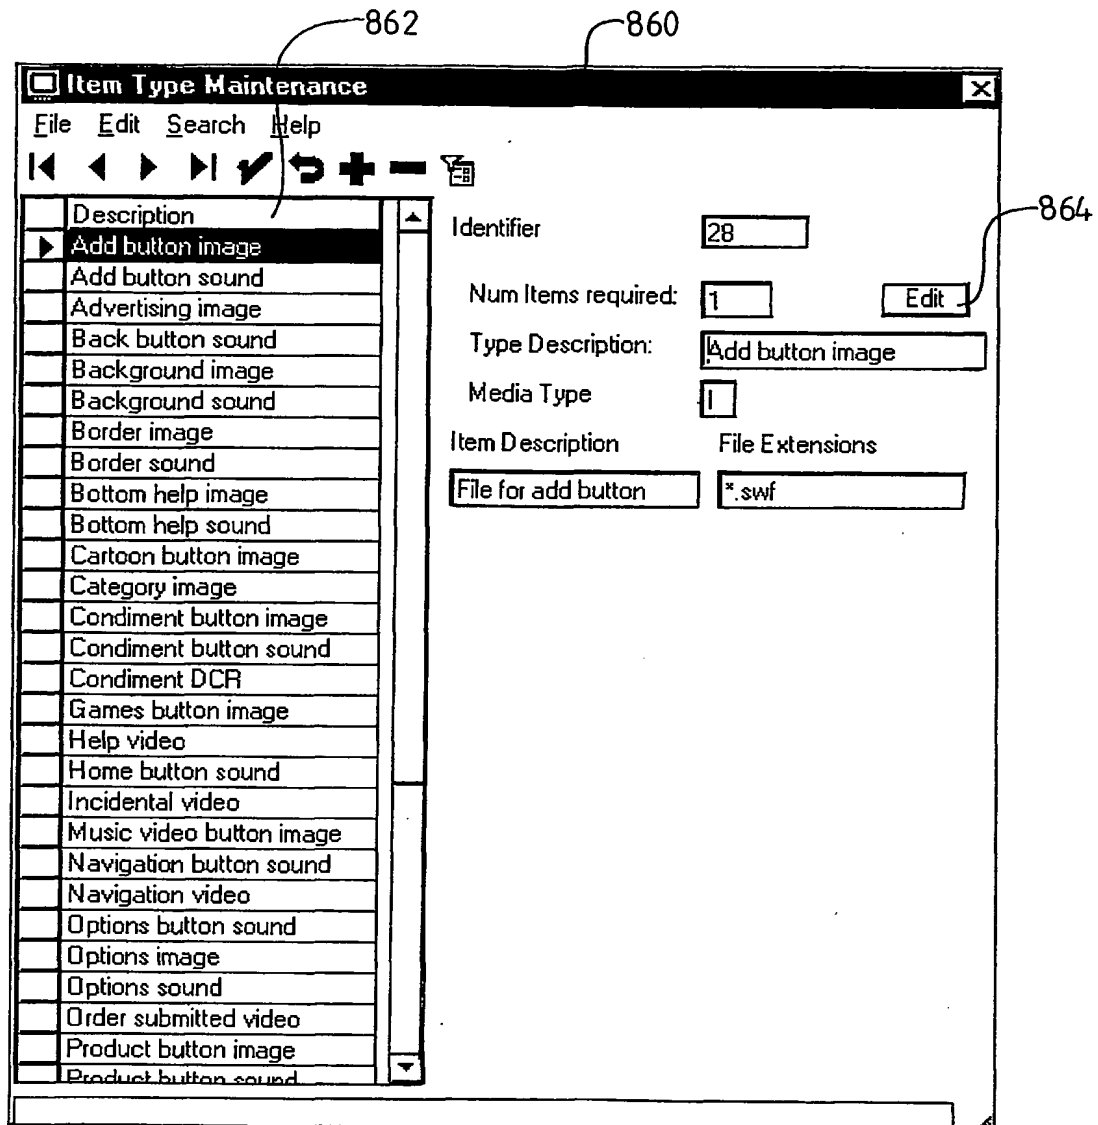 862
860
Item Type Maintenance
File Edit Search Help
Description
Add button image
Add button sound
Advertising image
Back button sound
Background image
Background sound
Border image
Border sound
Bottom help image
Bottom help sound
Cartoon button image
Category image
Condiment button image
Condiment button sound
Condiment DCR
Games button image
Help video
Home button sound
Incidental video
Music video button image
Navigation button sound
Navigation video
Options button sound
Options image
Options sound
Order submitted video
Product button image
Product button sound
Identifier 28
864
Num Items required: 1 Edit
Type Description: Add button image
Media Type I
Item Description File Extensions
File for add button *.swf